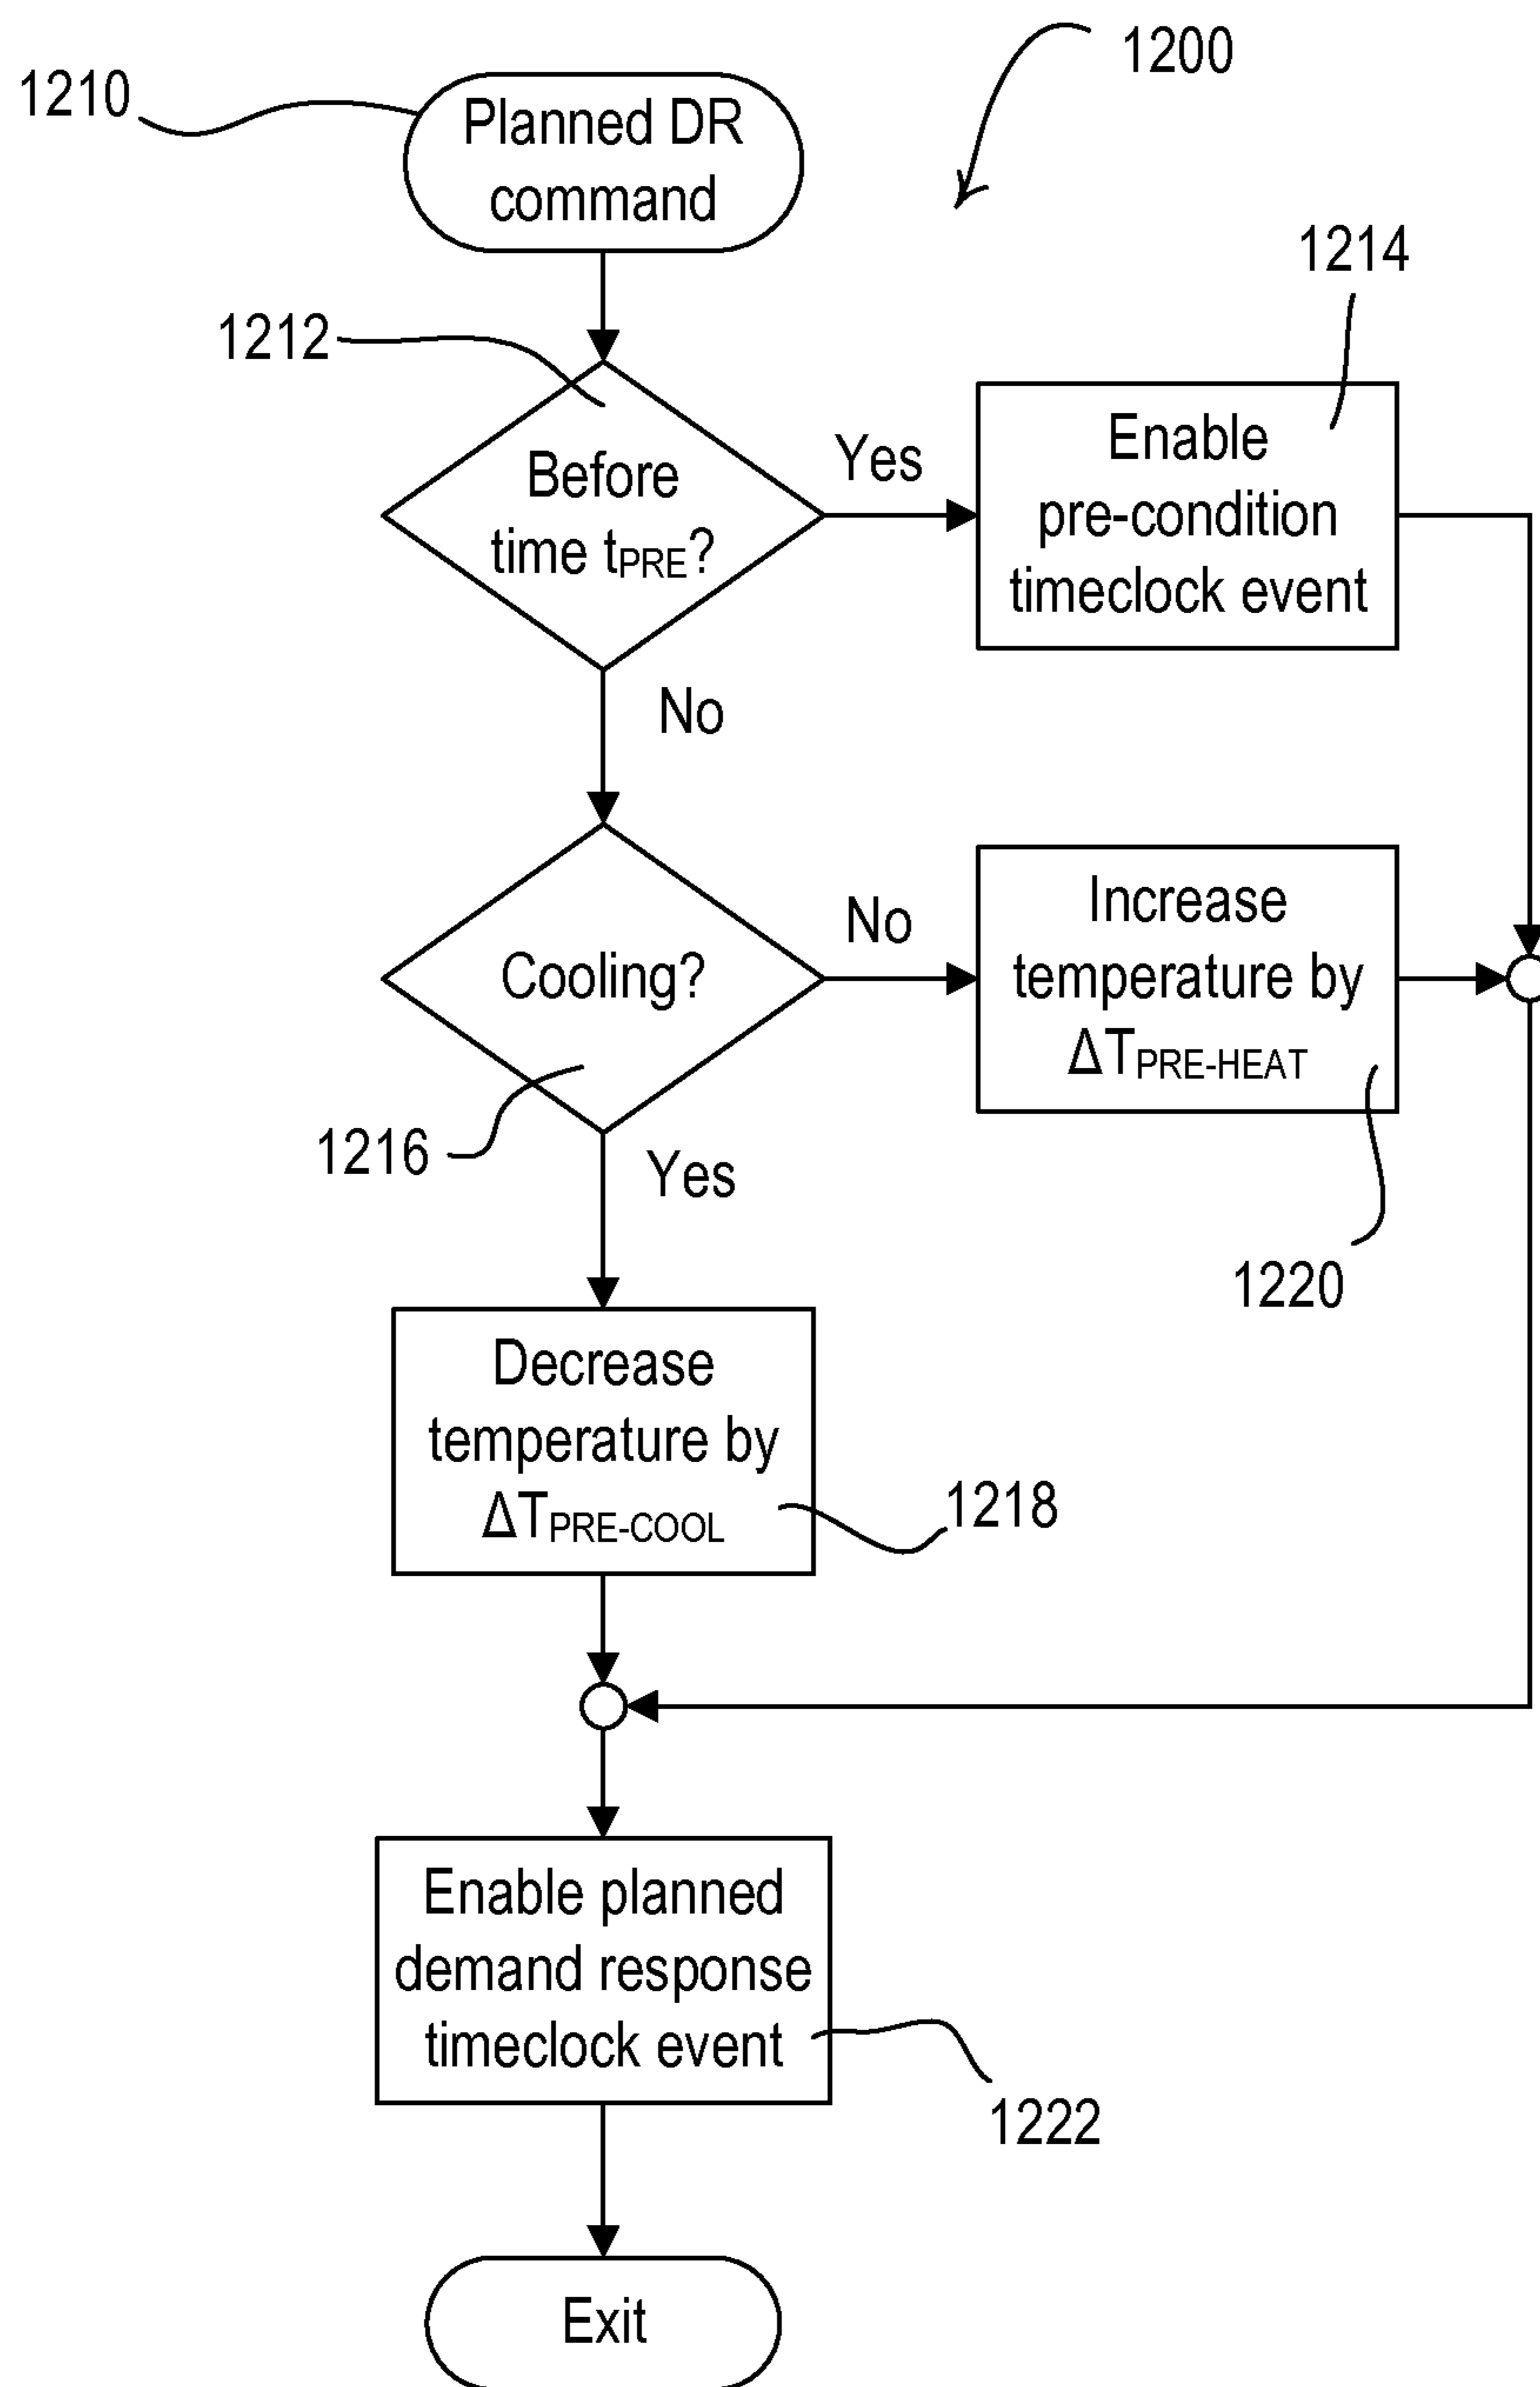 1200
1210
Planned DR
command
1214
1212
Before
time tPRE?
Yes
Enable
pre-condition
timeclock event
No
Cooling?
No
Increase
temperature by
ΔTPRE-HEAT
1216
Yes
1220
Decrease
temperature by
ΔTPRE-COOL
1218
Enable planned
demand response
timeclock event
1222
Exit